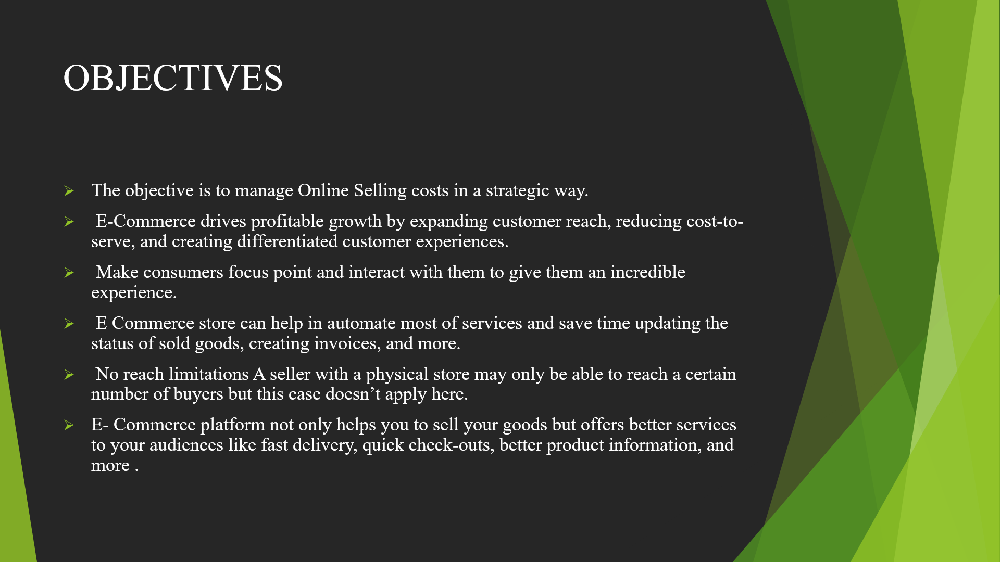 OBJECTIVES
The objective is to manage Online Selling costs in a strategic way.
E-Commerce drives profitable growth by expanding customer reach, reducing cost-to-
serve, and creating differentiated customer experiences.
Make consumers focus point and interact with them to give them an incredible
experience.
E Commerce store can help in automate most of services and save time updating the
status of sold goods, creating invoices, and more.
No reach limitations A seller with a physical store may only be able to reach a certain
number of buyers but this case doesn’t apply here.
E- Commerce platform not only helps you to sell your goods but offers better services
to your audiences like fast delivery, quick check-outs, better product information, and
more .